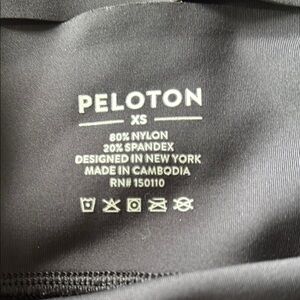 PELOTON
XS
80% NYLON
20% SPANDEX
DESIGNED IN NEW YORK
MADE IN CAMBODIA
RN# 150110